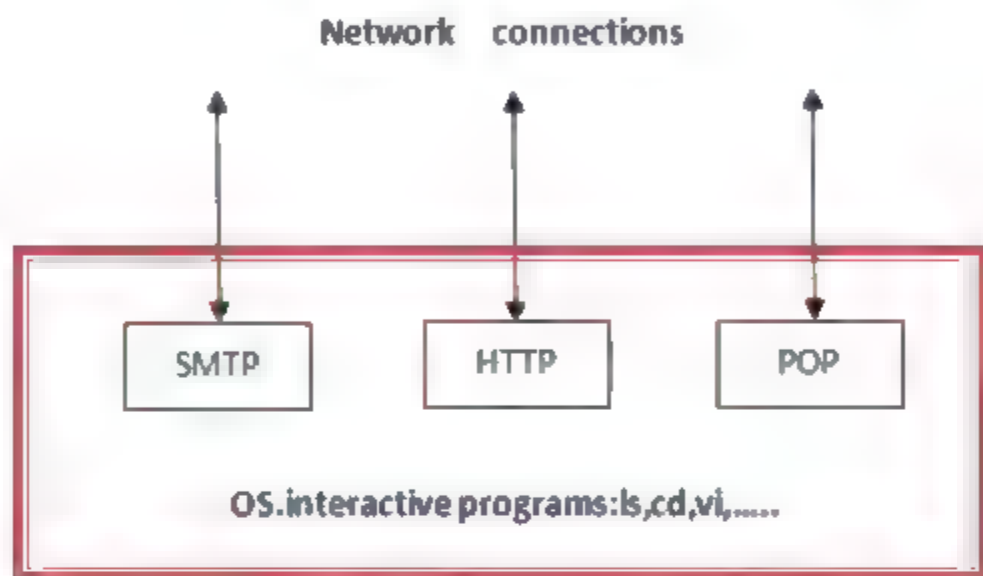 Network connections
SMTP HTTP POP
OS.interactive programs:ls,cd,vi,.....